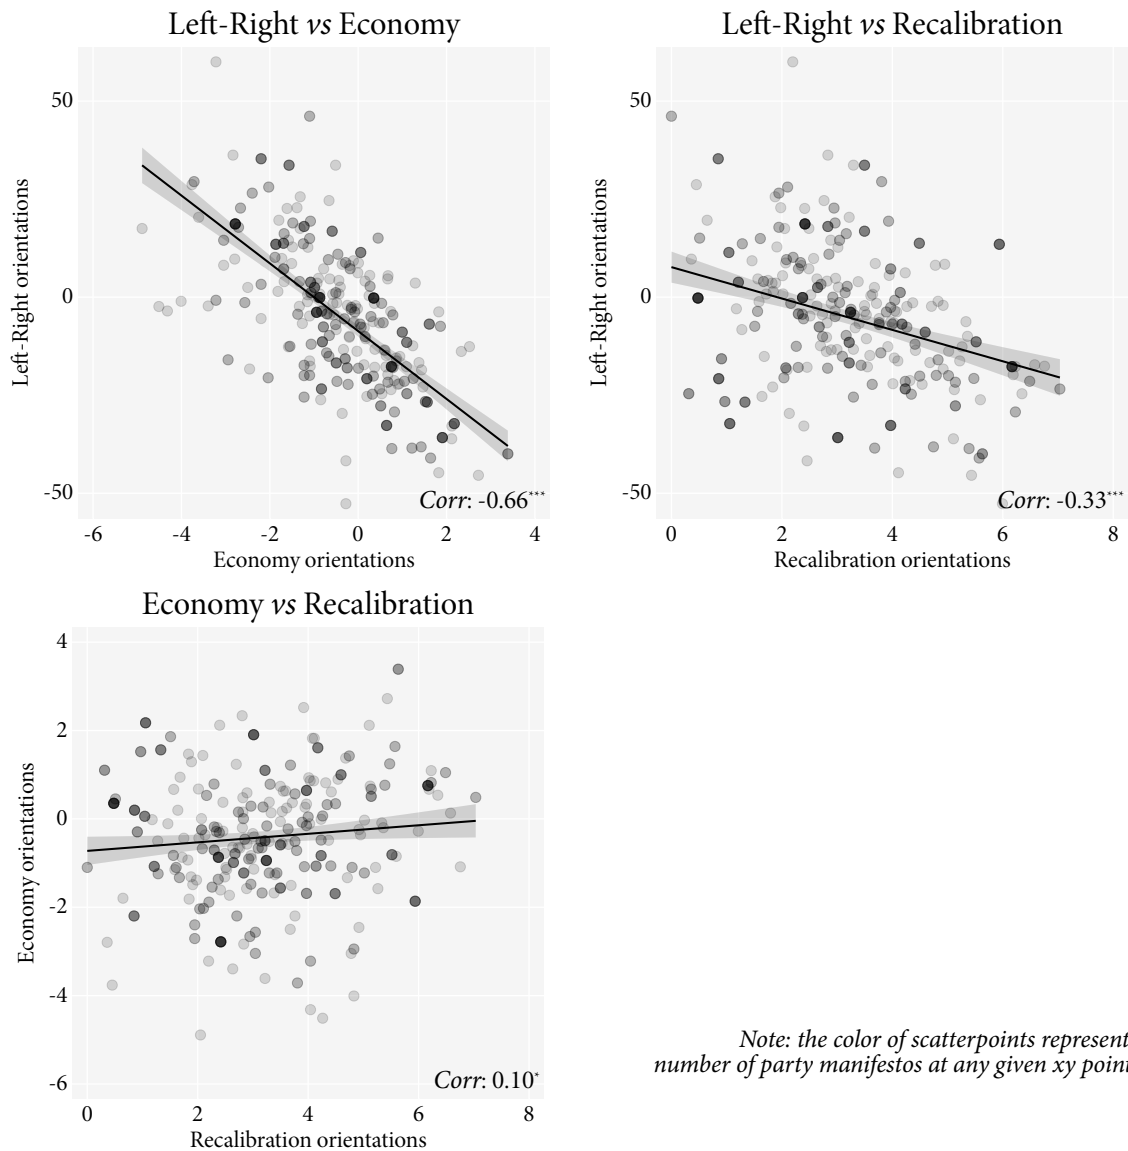 Left-Right vs Economy
Left-Right vs Recalibration
Left-Right orientations
50
0
-50
Corr: -0.66***
-6 -4 -2 0 2 4
Economy orientations
Left-Right orientations
50
0
-50
Corr: -0.33***
0 2 4 6 8
Recalibration orientations
Economy vs Recalibration
Economy orientations
4
2
0
-2
-4
-6
Corr: 0.10*
0 2 4 6 8
Recalibration orientations
Note: the color of scatterpoints represent
number of party manifestos at any given xy point